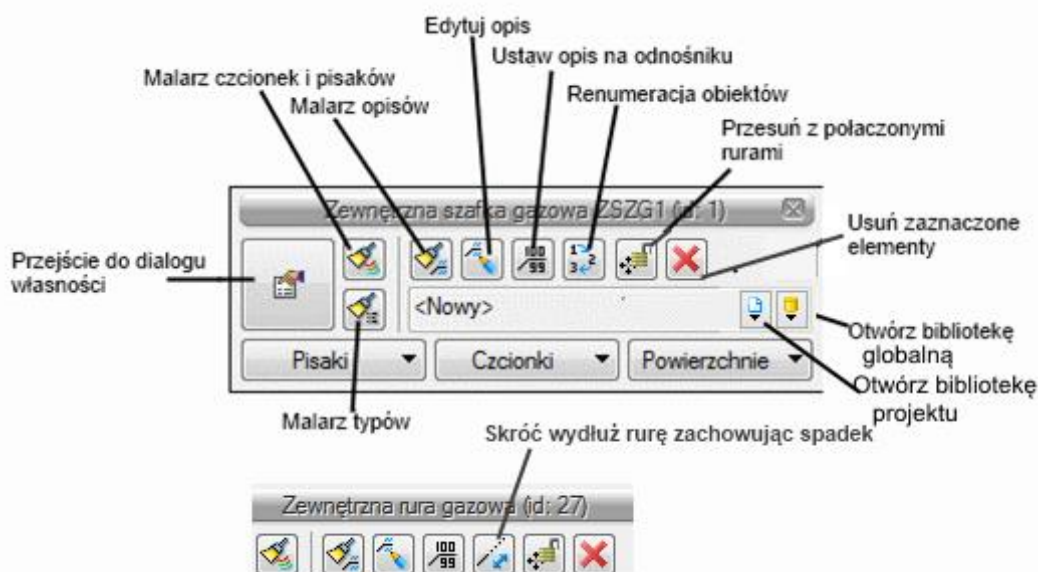 Edytuj opis
Ustaw opis na odnośniku
Malarz czcionek i pisaków
Renumeracja obiektów
Malarz opisów
Przesuń z połaczonymi
rurami
Zewnętrzna szafka gazowa ZSZG1 (id: 1)
Usuń zaznaczone
elementy
Przejście do dialogu
własności
<Nowy>
Otwórz bibliotekę
globalną
Pisaki
Czcionki
Powierzchnie
Otwórz bibliotekę
projektu
Malarz typów
Skróć wydłuż rurę zachowując spadek
Zewnętrzna rura gazowa (id: 27)